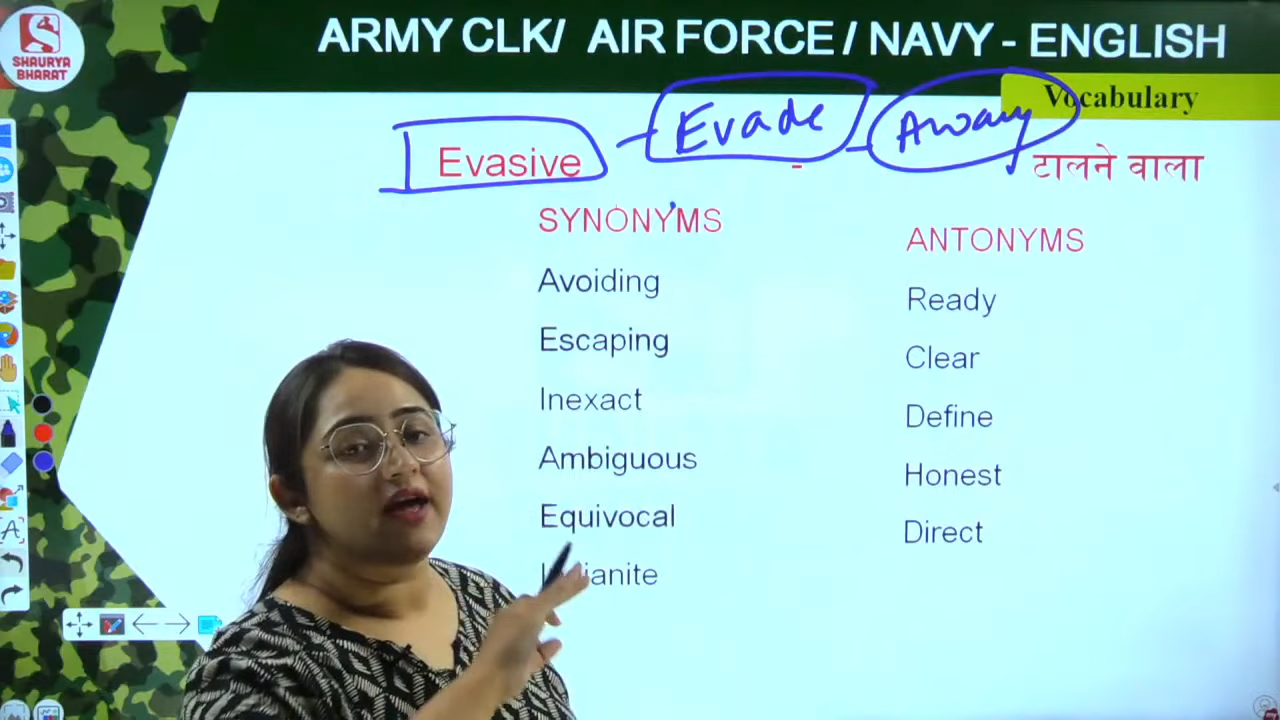 SHAURYA
BHARAT
ARMY CLK/ AIR FORCE / NAVY - ENGLISH
Vocabulary
Evasive
Evade
Away
- टालने वाला
SYNONYMS
Avoiding
Escaping
Inexact
Ambiguous
Equivocal
ANTONYMS
Ready
Clear
Define
Honest
Direct